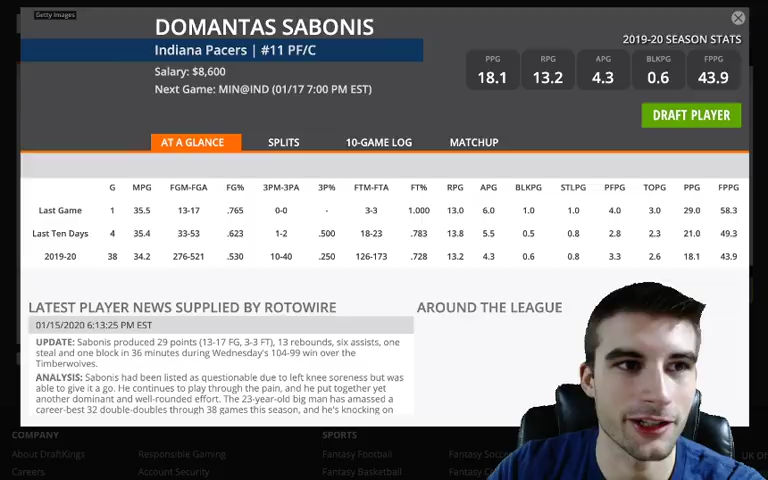 Getty Images
DOMANTAS SABONIS
Indiana Pacers | #11 PF/C
Salary: $8,600
Next Game: MIN@IND (01/17 7:00 PM EST)
2019-20 SEASON STATS
PPG RPG APG BLKPG FPPG
18.1 13.2 4.3 0.6 43.9
DRAFT PLAYER
AT A GLANCE SPLITS 10-GAME LOG MATCHUP
G MPG FGM-FGA FG% 3PM-3PA 3P% FTM-FTA FT% RPG APG BLKPG STLPG PFPG TOPG PPG FPPG
Last Game 1 35.5 13-17 .765 0-0 - 3-3 1.000 13.0 6.0 1.0 1.0 4.0 3.0 29.0 58.3
Last Ten Days 4 35.4 33-53 .623 1-2 .500 18-23 .783 13.8 5.5 0.5 0.8 2.8 2.3 21.0 49.3
2019-20 38 34.2 276-521 .530 10-40 .250 126-173 .728 13.2 4.3 0.6 0.8 3.3 2.6 18.1 43.9
LATEST PLAYER NEWS SUPPLIED BY ROTOWIRE
01/15/2020 6:13:25 PM EST
UPDATE: Sabonis produced 29 points (13-17 FG, 3-3 FT), 13 rebounds, six assists, one
steal and one block in 36 minutes during Wednesday's 104-99 win over the
Timberwolves.
ANALYSIS: Sabonis had been listed as questionable due to left knee soreness but was
able to give it a go. He continues to play through the pain, and he put together yet
another dominant and well-rounded effort. The 23-year-old big man has amassed a
career-best 32 double-doubles through 38 games this season, and he's knocking on
AROUND THE LEAGUE
COMPANY
About DraftKings
Careers
Responsible Gaming
Account Security
SPORTS
Fantasy Football
Fantasy Basketball
Fantasy Socc
Fantasy
UK